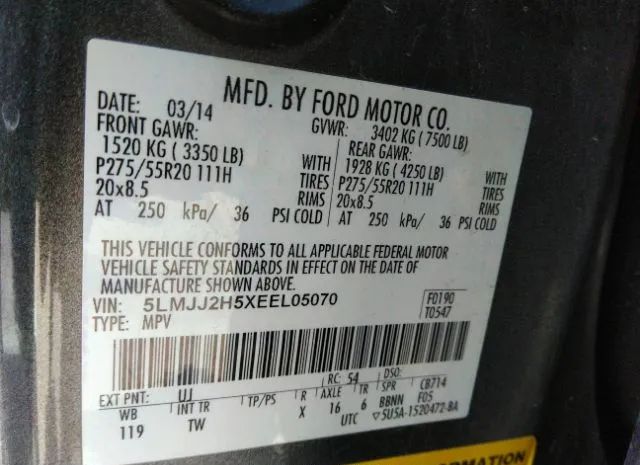 MFD. BY FORD MOTOR CO.
DATE: 03/14 GVWR: 3402 KG ( 7500 LB)
FRONT GAWR: REAR GAWR:
1520 KG ( 3350 LB) WITH 1928 KG ( 4250 LB) WITH
P275/55R20 111H TIRES P275/55R20 111H TIRES
20x8.5 RIMS 20x8.5 RIMS
AT 250 kPa/ 36 PSI COLD AT 250 kPa/ 36 PSI COLD
THIS VEHICLE CONFORMS TO ALL APPLICABLE FEDERAL MOTOR
VEHICLE SAFETY STANDARDS IN EFFECT ON THE DATE OF
MANUFACTURE SHOWN ABOVE.
VIN: 5LMJJ2H5XEEL05070 F0190
TYPE: MPV T0547
EXT PNT: UJ RC: 54 DSO:
WB INT TR TP/PS R AXLE TR SPR CB714
119 TW X 16 6 BBNN F05
UTC ▽5U5A-1520472-BA
INFORMATION